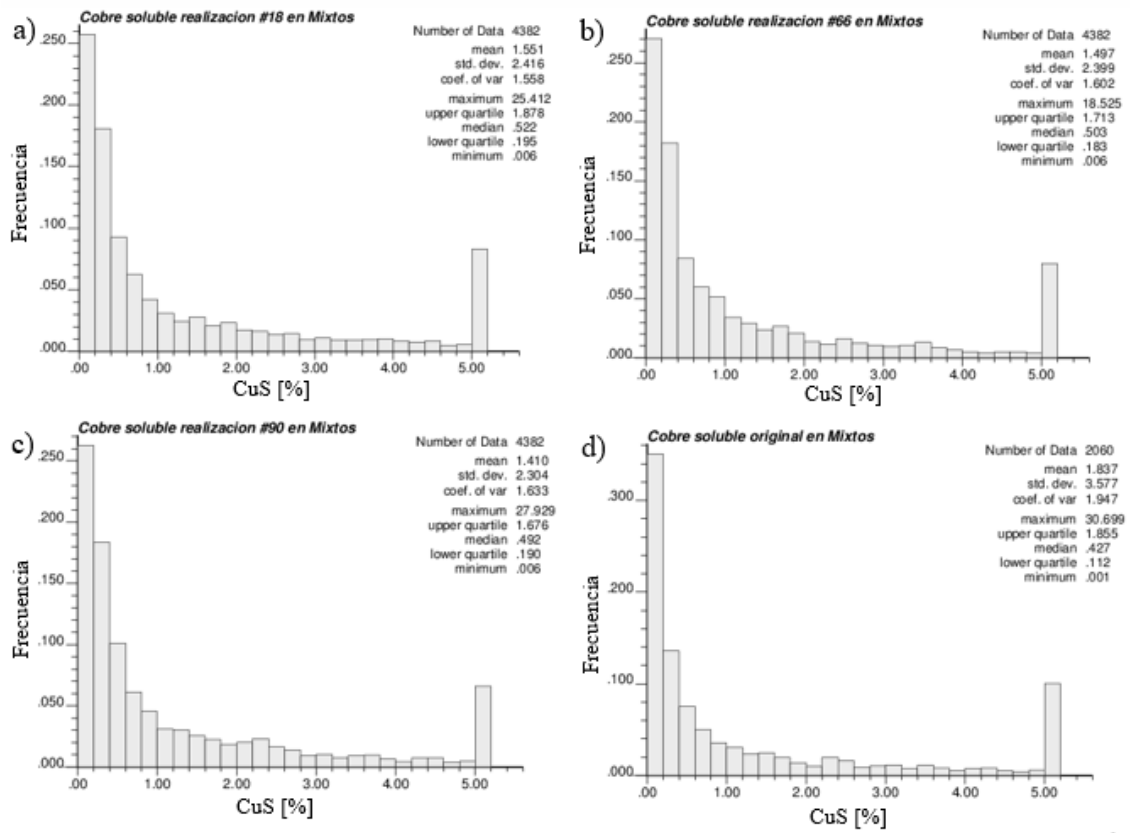 a)
Cobre soluble realizacion #18 en Mixtos
Number of Data 4382
mean 1.551
std. dev. 2.416
coef. of var 1.558
maximum 25.412
upper quartile 1.878
median .522
lower quartile .195
minimum .006
Frecuencia
.250
.200
.150
.100
.050
.000
.00 1.00 2.00 3.00 4.00 5.00
CuS [%]
b)
Cobre soluble realizacion #66 en Mixtos
Number of Data 4382
mean 1.497
std. dev. 2.399
coef. of var 1.602
maximum 18.525
upper quartile 1.713
median .503
lower quartile .183
minimum .006
Frecuencia
.250
.200
.150
.100
.050
.000
.00 1.00 2.00 3.00 4.00 5.00
CuS [%]
c)
Cobre soluble realizacion #90 en Mixtos
Number of Data 4382
mean 1.410
std. dev. 2.304
coef. of var 1.633
maximum 27.929
upper quartile 1.676
median .492
lower quartile .190
minimum .006
Frecuencia
.250
.200
.150
.100
.050
.000
.00 1.00 2.00 3.00 4.00 5.00
CuS [%]
d)
Cobre soluble original en Mixtos
Number of Data 2060
mean 1.837
std. dev. 3.577
coef. of var 1.947
maximum 30.699
upper quartile 1.855
median .427
lower quartile .112
minimum .001
Frecuencia
.300
.200
.100
.000
.00 1.00 2.00 3.00 4.00 5.00
CuS [%]